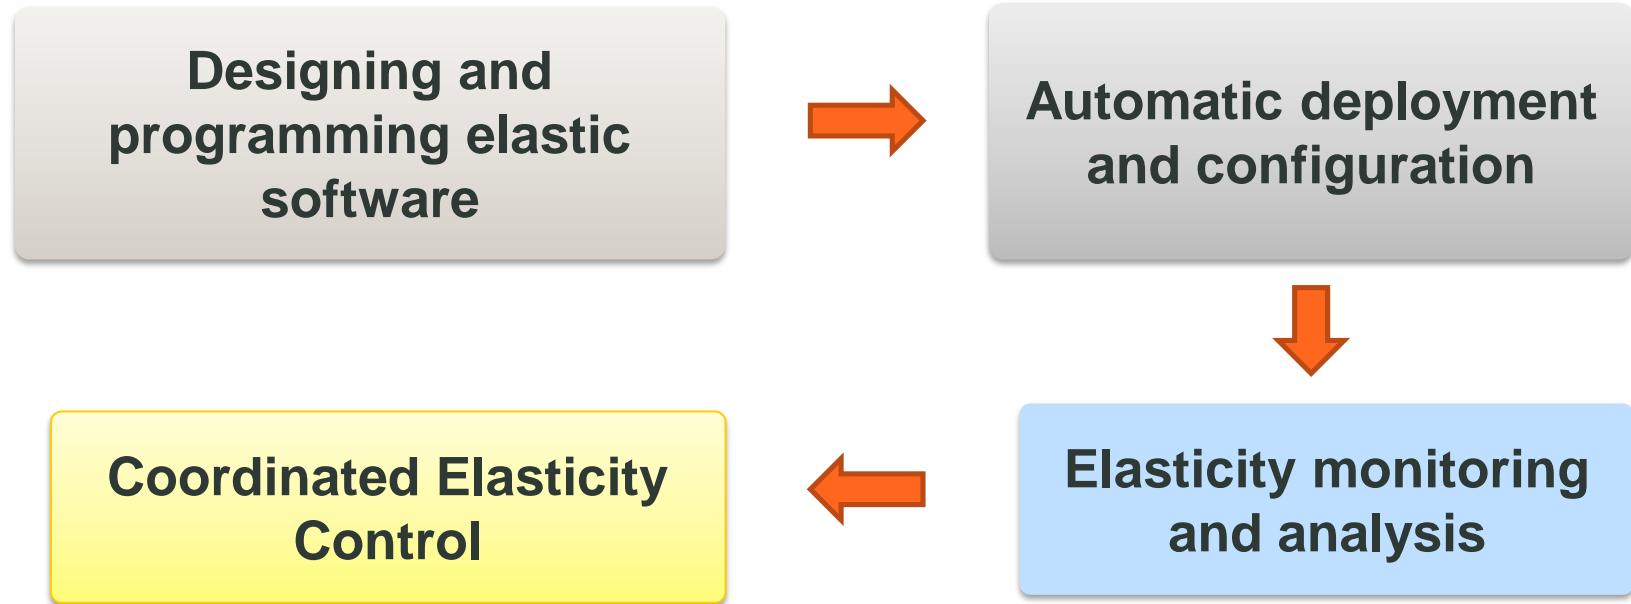 Designing and
programming elastic
software
Automatic deployment
and configuration
Coordinated Elasticity
Control
Elasticity monitoring
and analysis